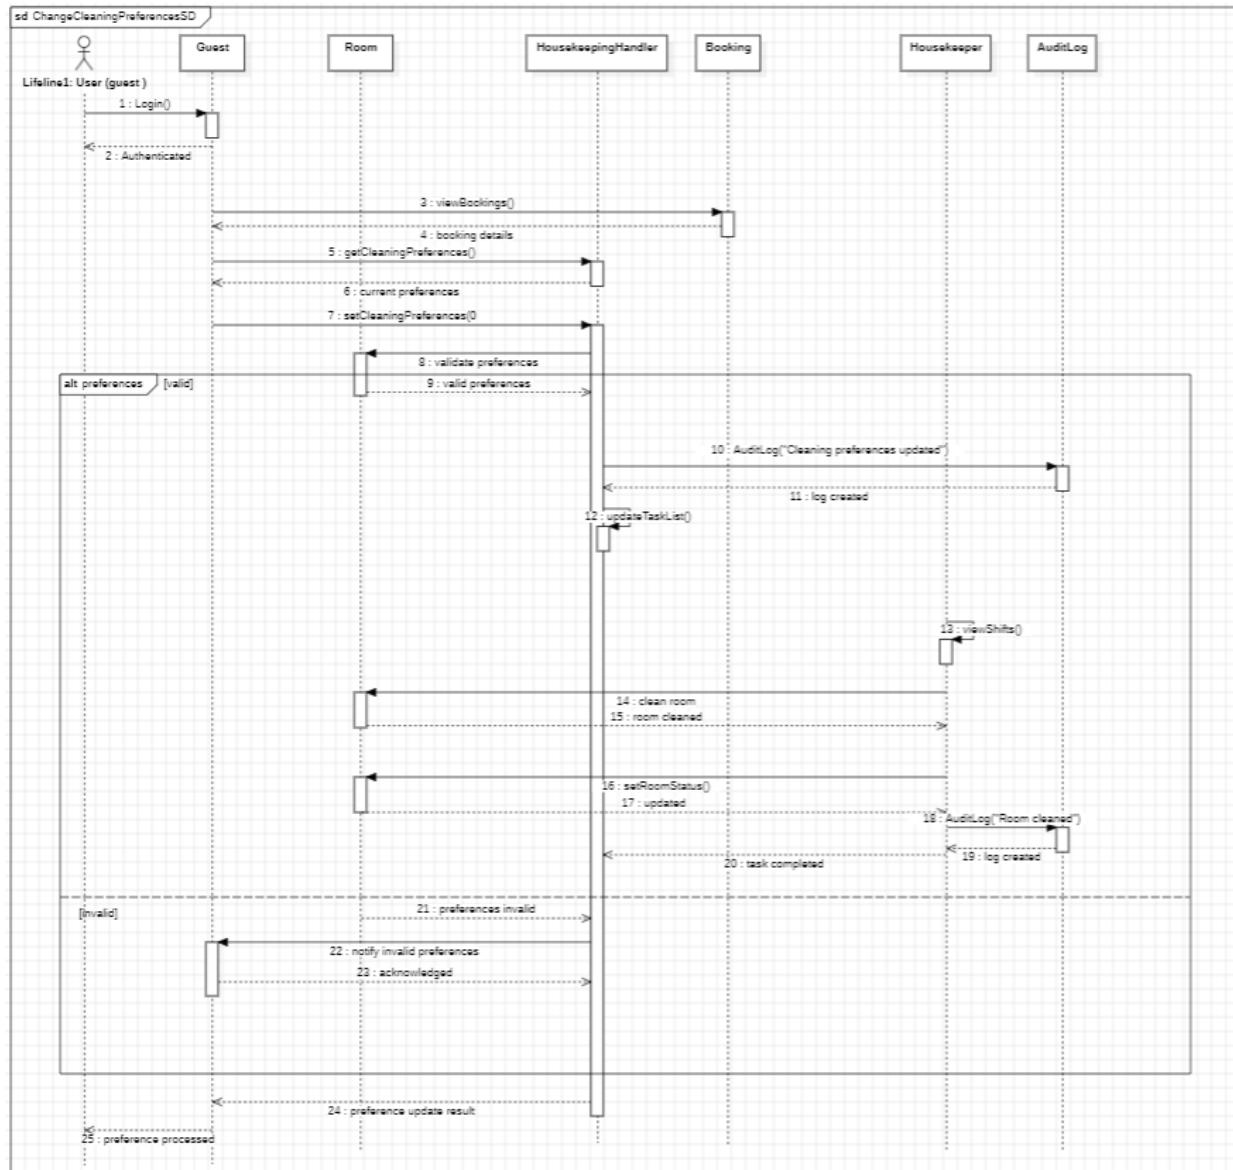 sd ChangeCleaningPreferencesSD
Guest
Room
HousekeepingHandler
Booking
Housekeeper
AuditLog
Lifeline1: User (guest )
1 : Login()
2 : Authenticated
3 : viewBookings()
4 : booking details
5 : getCleaningPreferences()
6 : current preferences
7 : setCleaningPreferences(0
8 : validate preferences
alt preferences
[valid]
9 : valid preferences
10 : AuditLog("Cleaning preferences updated")
11 : log created
12 : updateTaskList()
13 : viewShifts()
14 : clean room
15 : room cleaned
16 : setRoomStatus()
17 : updated
18 : AuditLog("Room cleaned")
19 : log created
20 : task completed
[invalid]
21 : preferences invalid
22 : notify invalid preferences
23 : acknowledged
24 : preference update result
25 : preference processed